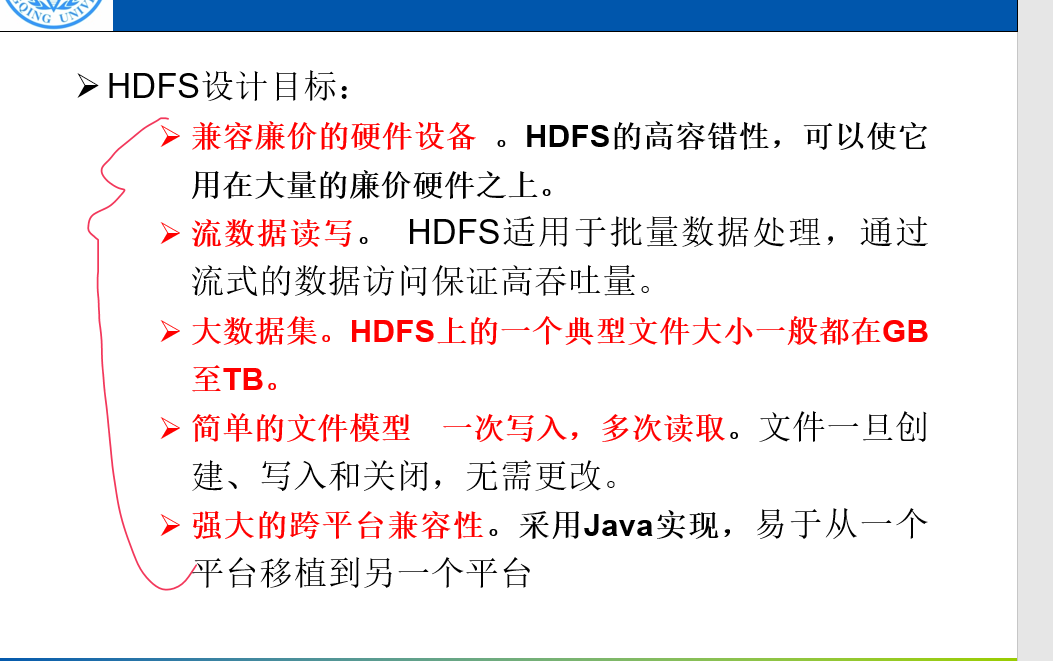 QING UNIV
➢ HDFS设计目标：
➢ 兼容廉价的硬件设备 。HDFS的高容错性，可以使它
用在大量的廉价硬件之上。
➢ 流数据读写。 HDFS适用于批量数据处理，通过
流式的数据访问保证高吞吐量。
➢ 大数据集。HDFS上的一个典型文件大小一般都在GB
至TB。
➢ 简单的文件模型 一次写入，多次读取。文件一旦创
建、写入和关闭，无需更改。
➢ 强大的跨平台兼容性。采用Java实现，易于从一个
平台移植到另一个平台